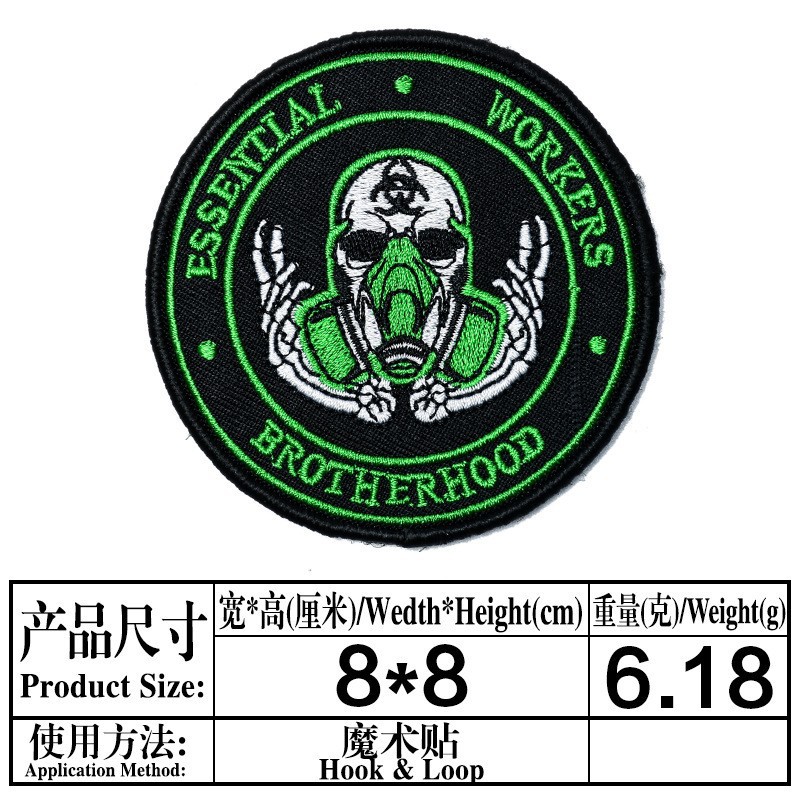 ESSENTIAL • WORKERS
• BROTHERHOOD •
产品尺寸
Product Size:
宽*高(厘米)/Wedth*Height(cm)
重量(克)/Weight(g)
8*8
6.18
使用方法:
Application Method:
魔术贴
Hook & Loop